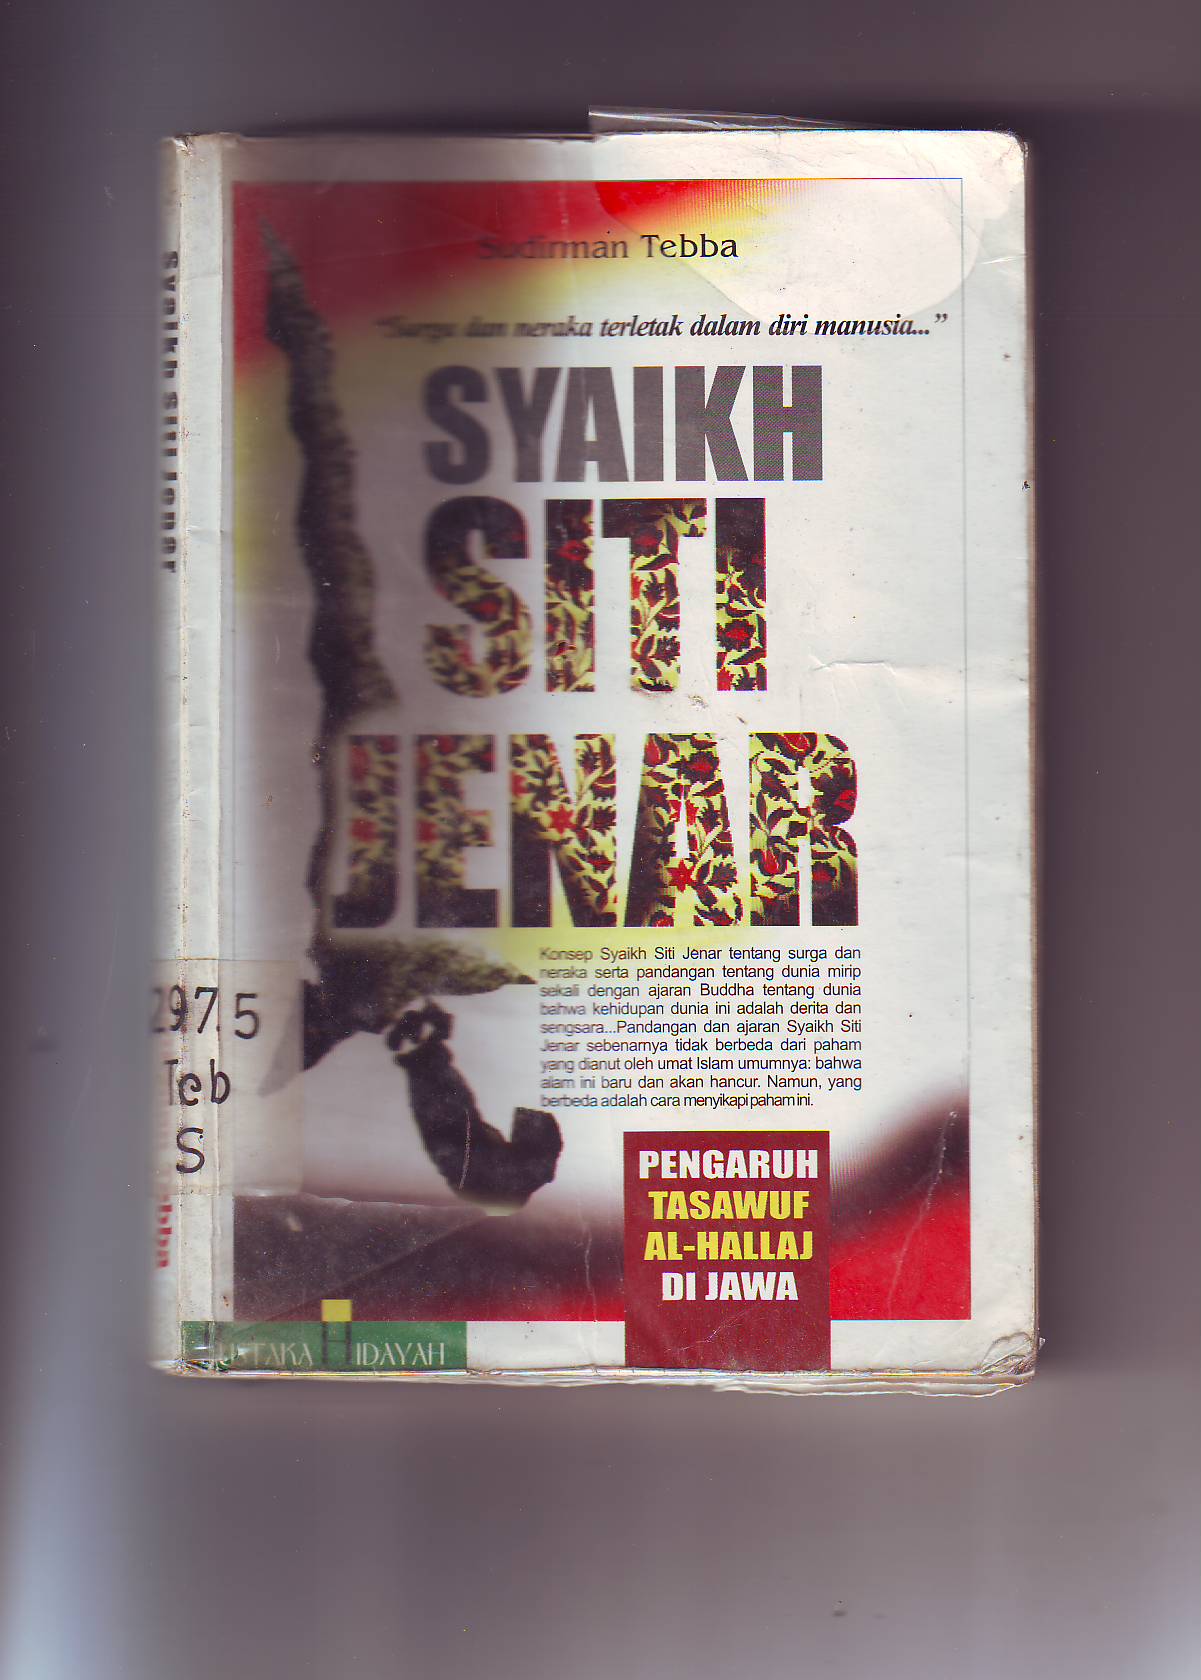 Sudirman Tebba
"Surga dan neraka terletak dalam diri manusia..."
SYAIKH
SITI
JENAR
Konsep Syaikh Siti Jenar tentang surga dan
neraka serta pandangan tentang dunia mirip
sekali dengan ajaran Buddha tentang dunia
bahwa kehidupan dunia ini adalah derita dan
sengsara...Pandangan dan ajaran Syaikh Siti
Jenar sebenarnya tidak berbeda dari paham
yang dianut oleh umat Islam umumnya: bahwa
alam ini baru dan akan hancur. Namun, yang
berbeda adalah cara menyikapi paham ini.
PENGARUH
TASAWUF
AL-HALLAJ
DI JAWA
PUSTAKA HIDAYAH
Syaikh Siti Jenar
297.5
Teb
S